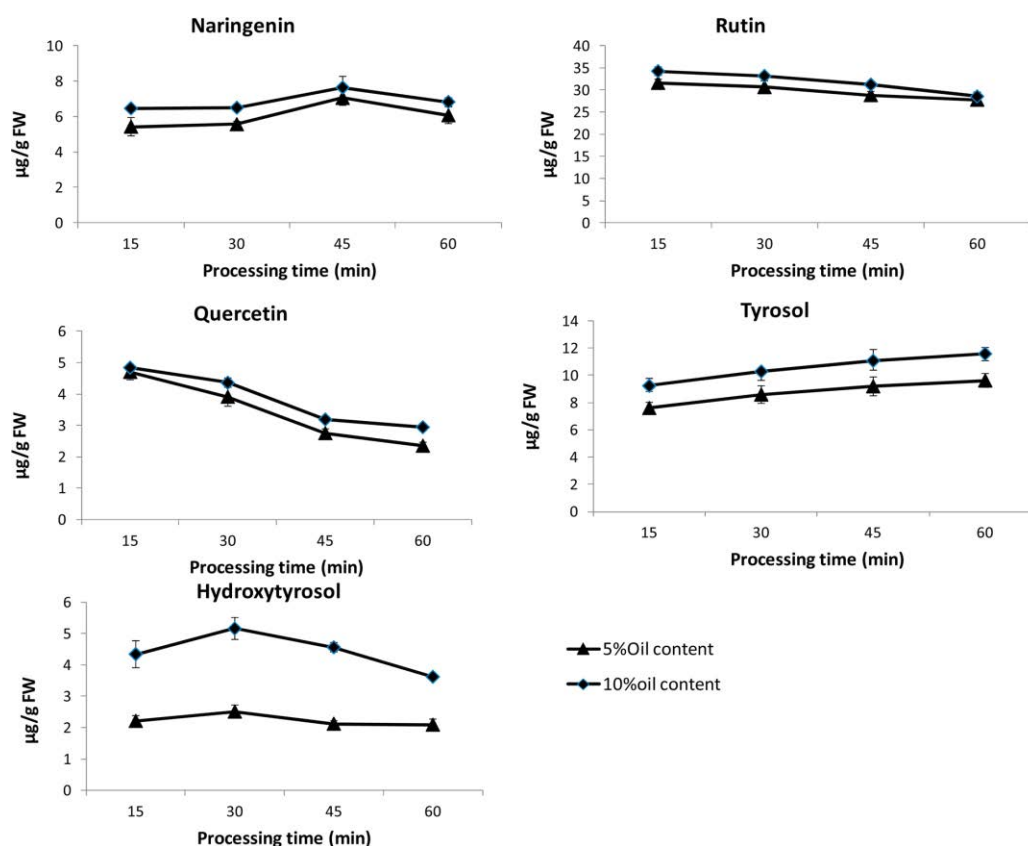 Naringenin
10
8
6
4
2
0
µg/g FW
15 30 45 60
Processing time (min)
Rutin
40
35
30
25
20
15
10
5
0
µg/g FW
15 30 45 60
Processing time (min)
Quercetin
6
5
4
3
2
1
0
µg/g FW
15 30 45 60
Processing time (min)
Tyrosol
14
12
10
8
6
4
2
0
µg/g FW
15 30 45 60
Processing time (min)
Hydroxytyrosol
6
5
4
3
2
1
0
µg/g FW
15 30 45 60
Processing time (min)
5%Oil content
10%oil content